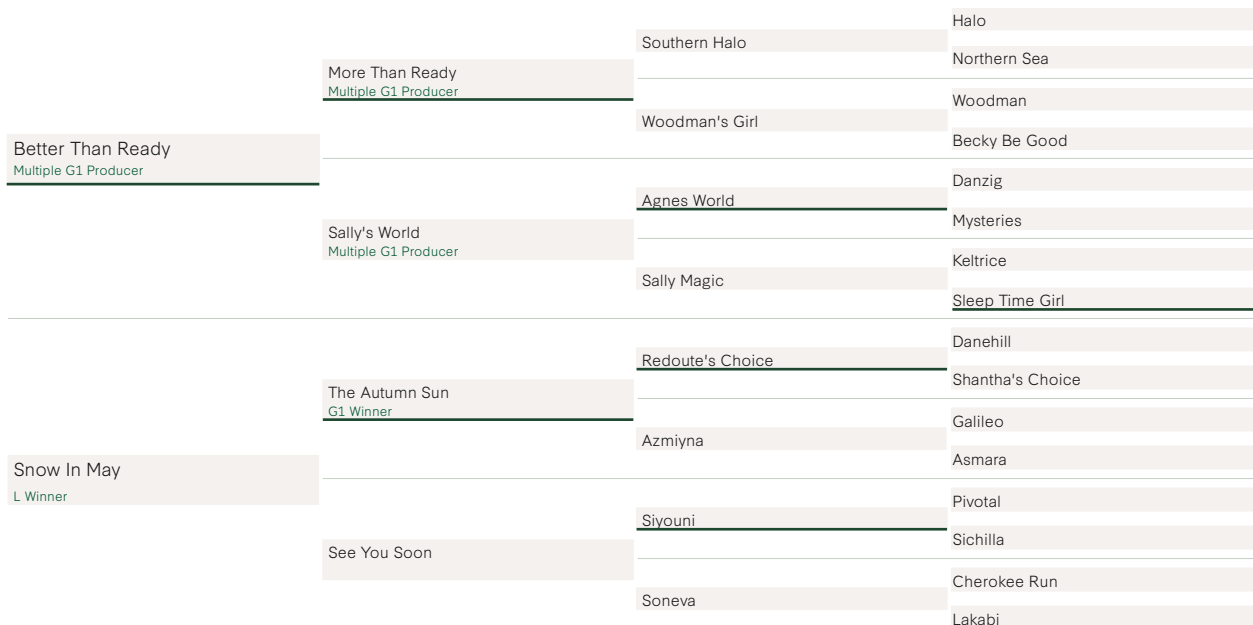 Better Than Ready
Multiple G1 Producer
Snow In May
L Winner
More Than Ready
Multiple G1 Producer
Sally's World
Multiple G1 Producer
The Autumn Sun
G1 Winner
See You Soon
Southern Halo
Woodman's Girl
Agnes World
Sally Magic
Redoute's Choice
Azmiyna
Siyouni
Soneva
Halo
Northern Sea
Woodman
Becky Be Good
Danzig
Mysteries
Keltrice
Sleep Time Girl
Danehill
Shantha's Choice
Galileo
Asmara
Pivotal
Sichilla
Cherokee Run
Lakabi